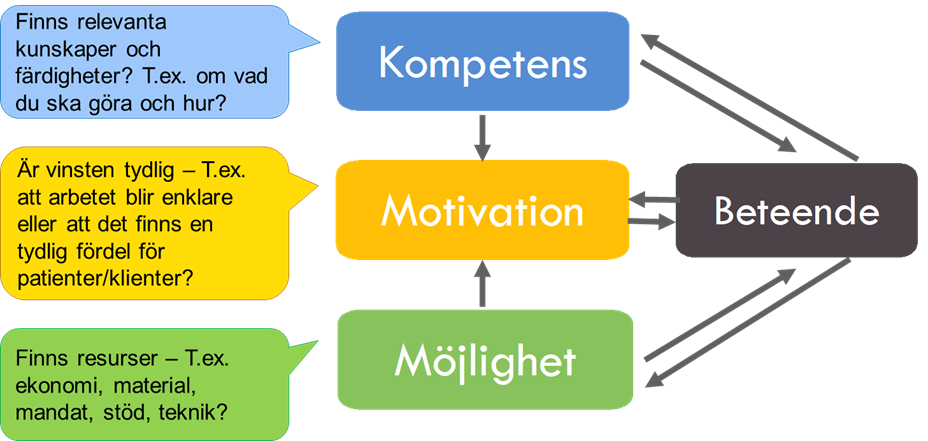 Finns relevanta
kunskaper och
färdigheter? T.ex. om vad
du ska göra och hur?
Kompetens
Är vinsten tydlig – T.ex.
att arbetet blir enklare
eller att det finns en
tydlig fördel för
patienter/klienter?
Motivation
Beteende
Finns resurser – T.ex.
ekonomi, material,
mandat, stöd, teknik?
Möjlighet